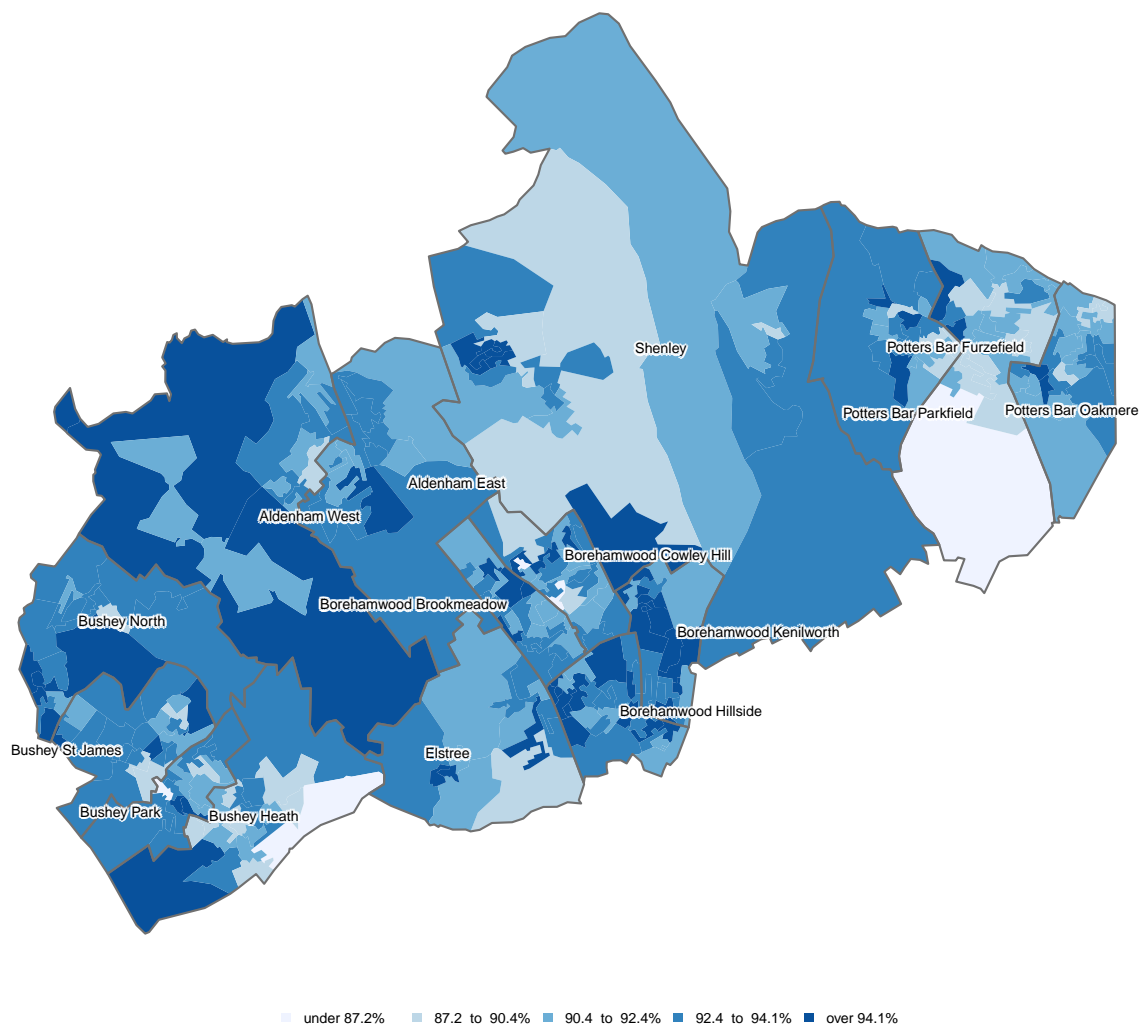 Shenley
Potters Bar Furzefield
Potters Bar Parkfield
Potters Bar Oakmere
Aldenham East
Aldenham West
Borehamwood Cowley Hill
Borehamwood Brookmeadow
Bushey North
Borehamwood Kenilworth
Borehamwood Hillside
Bushey St James
Elstree
Bushey Park
Bushey Heath
under 87.2% 87.2 to 90.4% 90.4 to 92.4% 92.4 to 94.1% over 94.1%